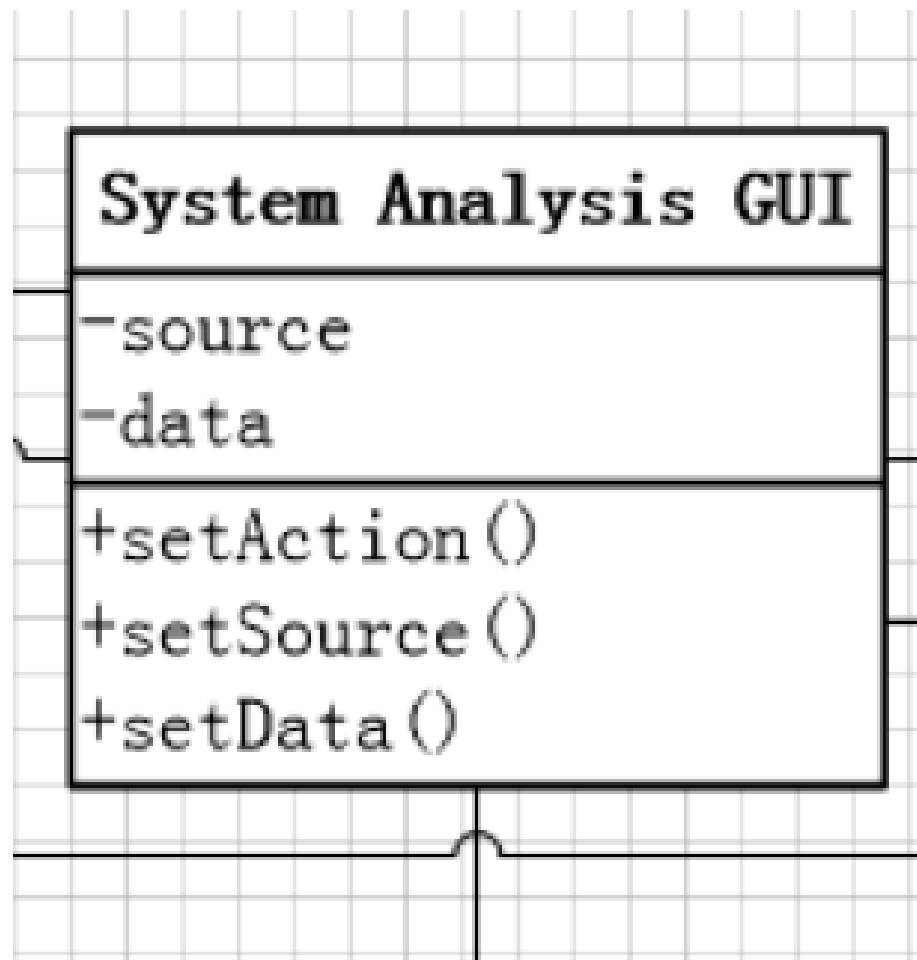 System Analysis GUI
-source
-data
+setAction()
+setSource()
+setData()